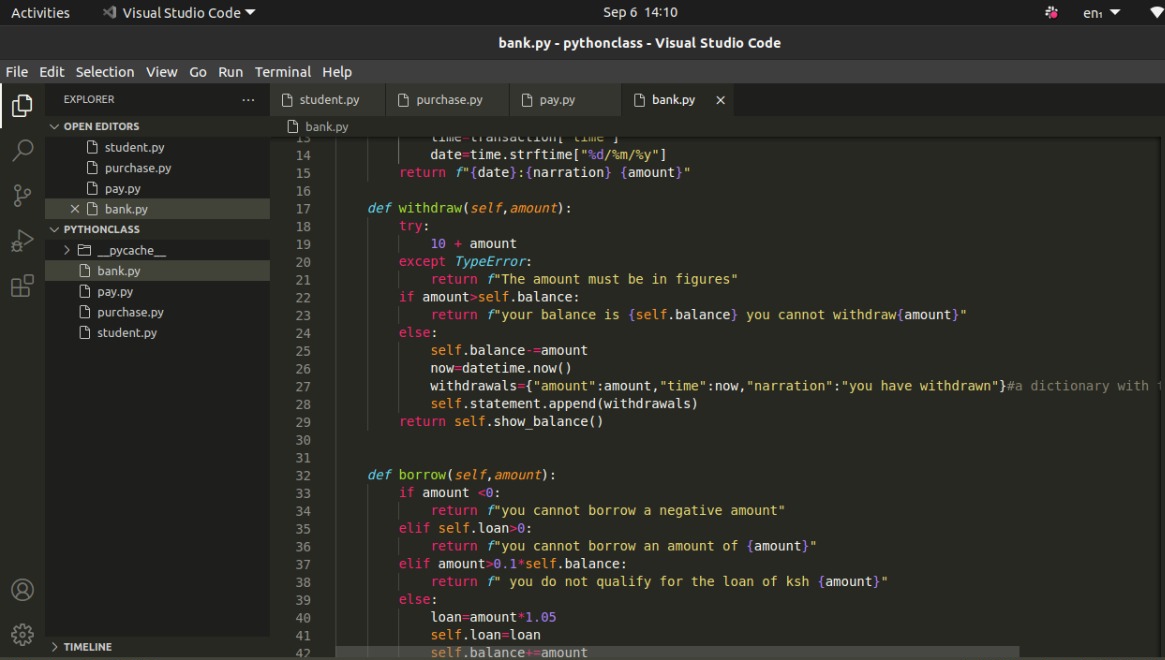 Activities Visual Studio Code Sep 6 14:10 en₁
bank.py - pythonclass - Visual Studio Code
File Edit Selection View Go Run Terminal Help
EXPLORER ...
OPEN EDITORS
student.py
purchase.py
pay.py
bank.py
PYTHONCLASS
__pycache__
bank.py
pay.py
purchase.py
student.py
TIMELINE
student.py purchase.py pay.py bank.py
bank.py
13 time=transaction["time"]
14 date=time.strftime["%d/%m/%y"]
15 return f"{date}:{narration} {amount}"
16
17 def withdraw(self,amount):
18 try:
19 10 + amount
20 except TypeError:
21 return f"The amount must be in figures"
22 if amount>self.balance:
23 return f"your balance is {self.balance} you cannot withdraw{amount}"
24 else:
25 self.balance-=amount
26 now=datetime.now()
27 withdrawals={"amount":amount,"time":now,"narration":"you have withdrawn"}#a dictionary with
28 self.statement.append(withdrawals)
29 return self.show_balance()
30
31
32 def borrow(self,amount):
33 if amount <0:
34 return f"you cannot borrow a negative amount"
35 elif self.loan>0:
36 return f"you cannot borrow an amount of {amount}"
37 elif amount>0.1*self.balance:
38 return f" you do not qualify for the loan of ksh {amount}"
39 else:
40 loan=amount*1.05
41 self.loan=loan
42 self.balance+=amount